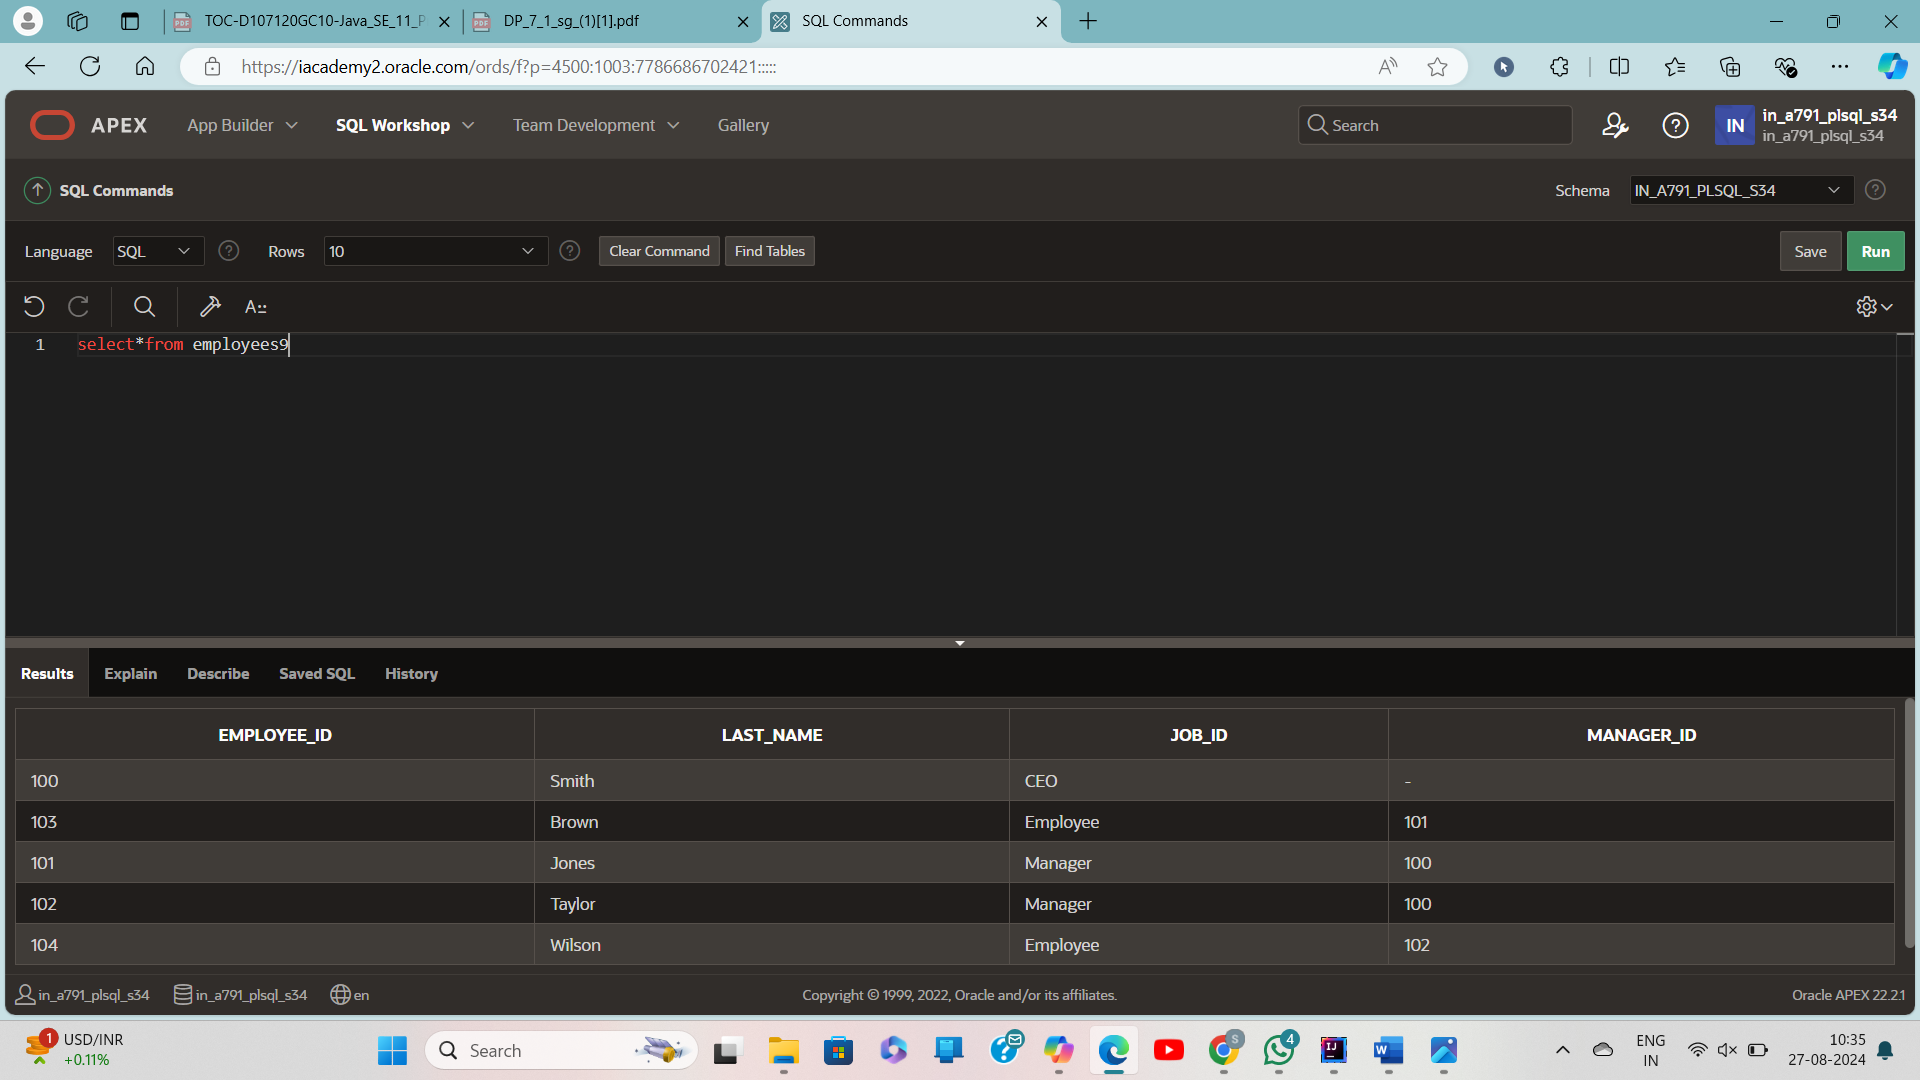 TOC-D107120GC10-Java_SE_11_P
DP_7_1_sg_(1)[1].pdf
SQL Commands
https://iacademy2.oracle.com/ords/f?p=4500:1003:7786686702421:::::
APEX
App Builder
SQL Workshop
Team Development
Gallery
Search
IN
in_a791_plsql_s34
in_a791_plsql_s34
SQL Commands
Schema
IN_A791_PLSQL_S34
Language
SQL
Rows
10
Clear Command
Find Tables
Save
Run
1 select*from employees9
Results
Explain
Describe
Saved SQL
History
EMPLOYEE_ID LAST_NAME JOB_ID MANAGER_ID
100 Smith CEO -
103 Brown Employee 101
101 Jones Manager 100
102 Taylor Manager 100
104 Wilson Employee 102
in_a791_plsql_s34
in_a791_plsql_s34
en
Copyright © 1999, 2022, Oracle and/or its affiliates.
Oracle APEX 22.2.1
1
USD/INR
+0.11%
Search
S
4
ENG
IN
10:35
27-08-2024